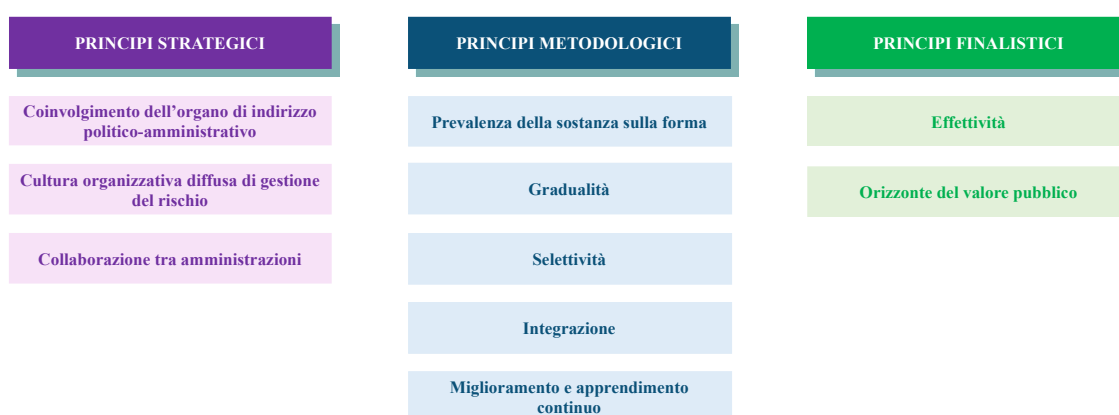 PRINCIPI STRATEGICI
Coinvolgimento dell’organo di indirizzo
politico-amministrativo
Cultura organizzativa diffusa di gestione
del rischio
Collaborazione tra amministrazioni
PRINCIPI METODOLOGICI
Prevalenza della sostanza sulla forma
Gradualità
Selettività
Integrazione
Miglioramento e apprendimento
continuo
PRINCIPI FINALISTICI
Effettività
Orizzonte del valore pubblico